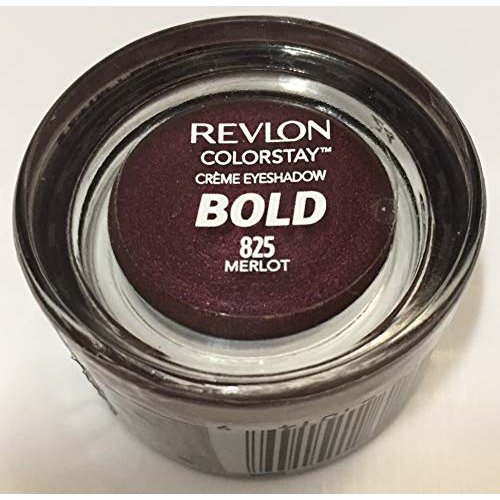 REVLON
COLORSTAY™
CRÈME EYESHADOW
BOLD
825
MERLOT